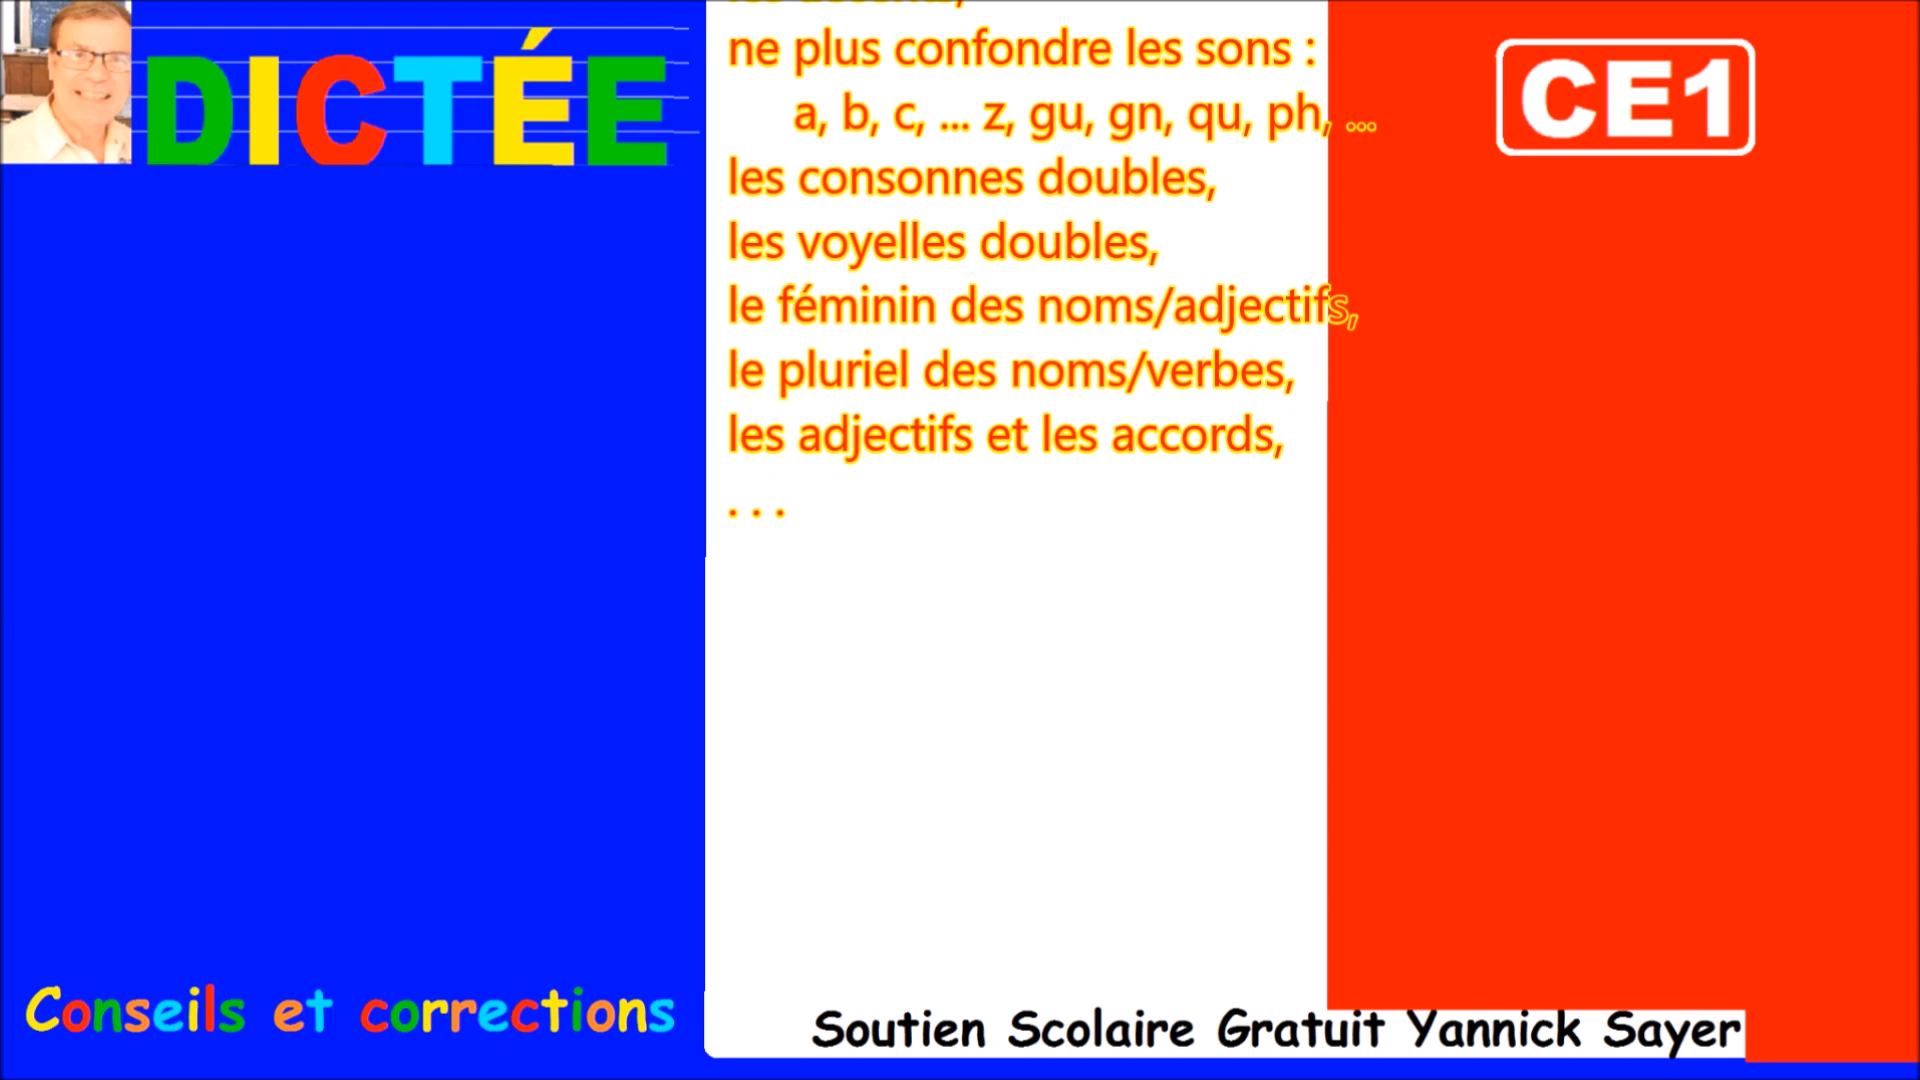 DICTÉE
CE1
ne plus confondre les sons :
a, b, c, ... z, gu, gn, qu, ph, ...
les consonnes doubles,
les voyelles doubles,
le féminin des noms/adjectifs,
le pluriel des noms/verbes,
les adjectifs et les accords,
. . .
Conseils et corrections
Soutien Scolaire Gratuit Yannick Sayer